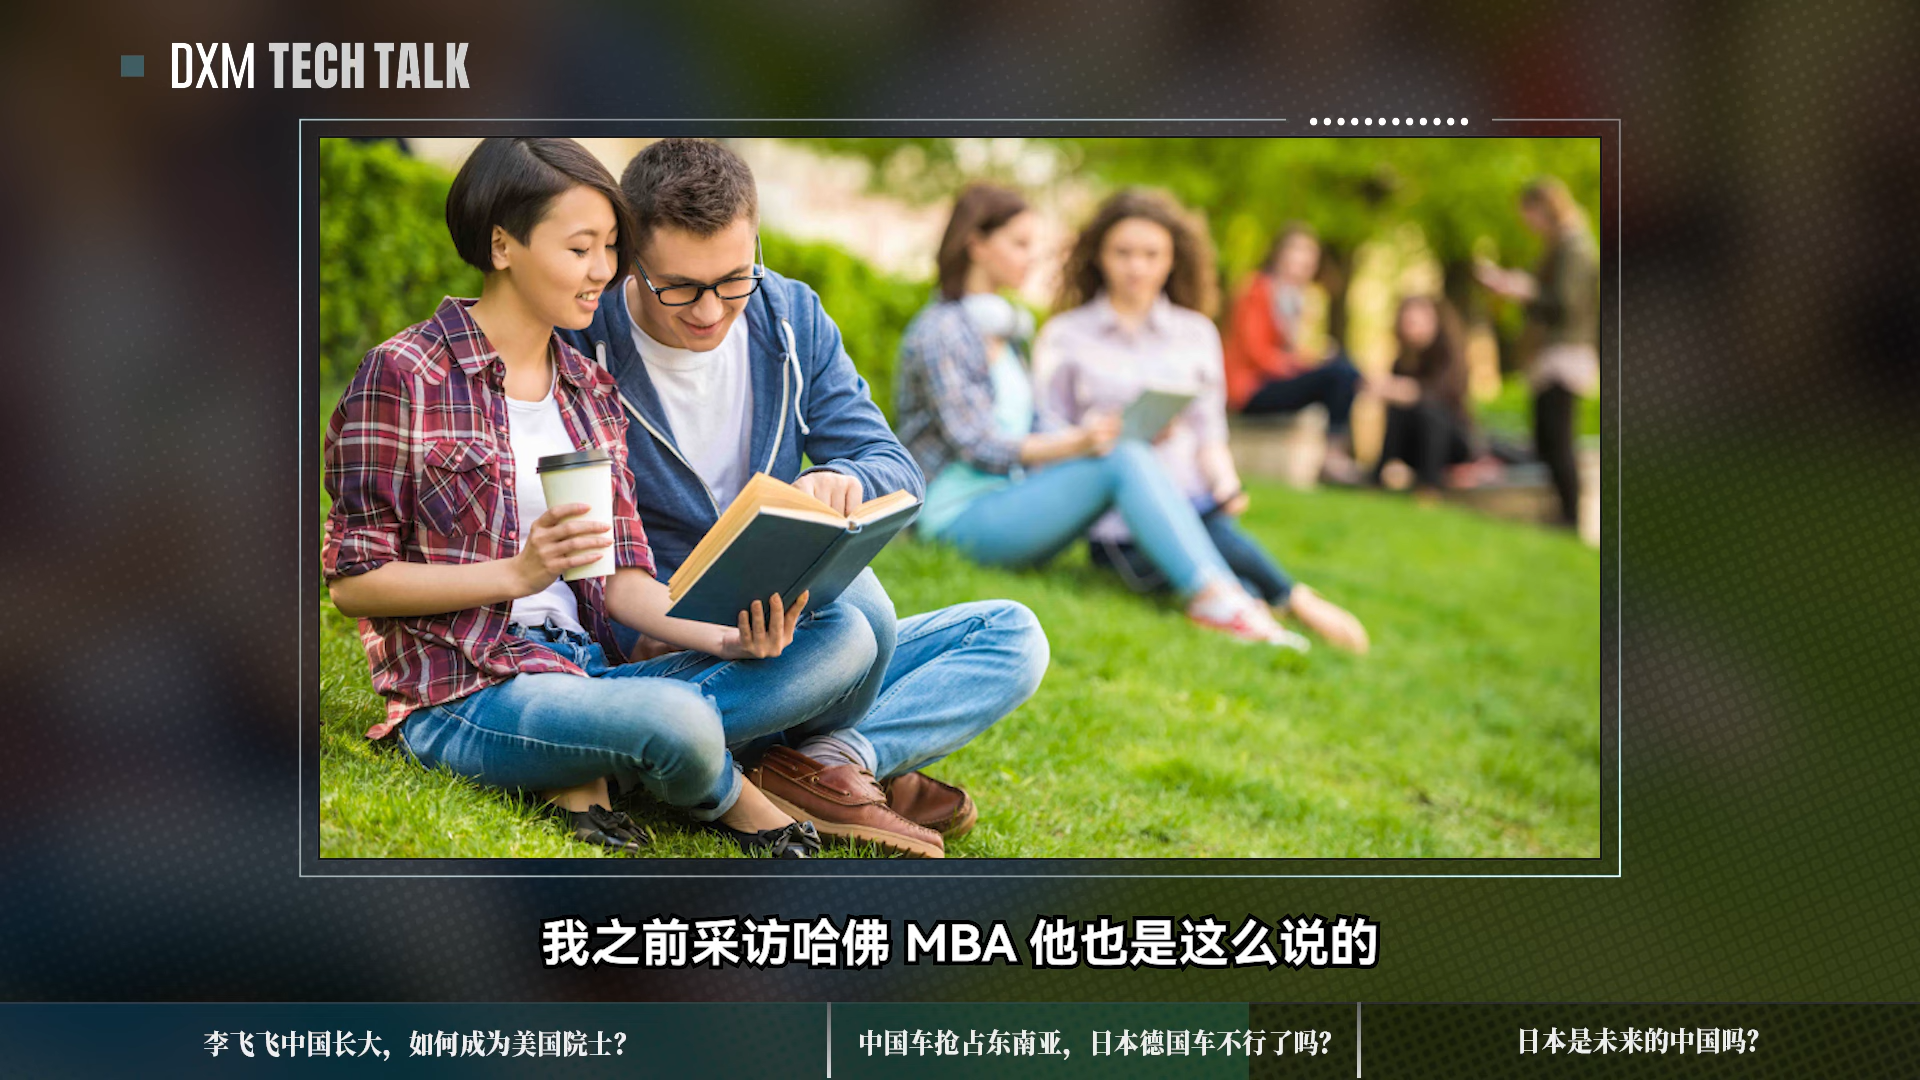 DXM TECH TALK
我之前采访哈佛 MBA 他也是这么说的
李飞飞中国长大，如何成为美国院士？
中国车抢占东南亚，日本德国车不行了吗？
日本是未来的中国吗？